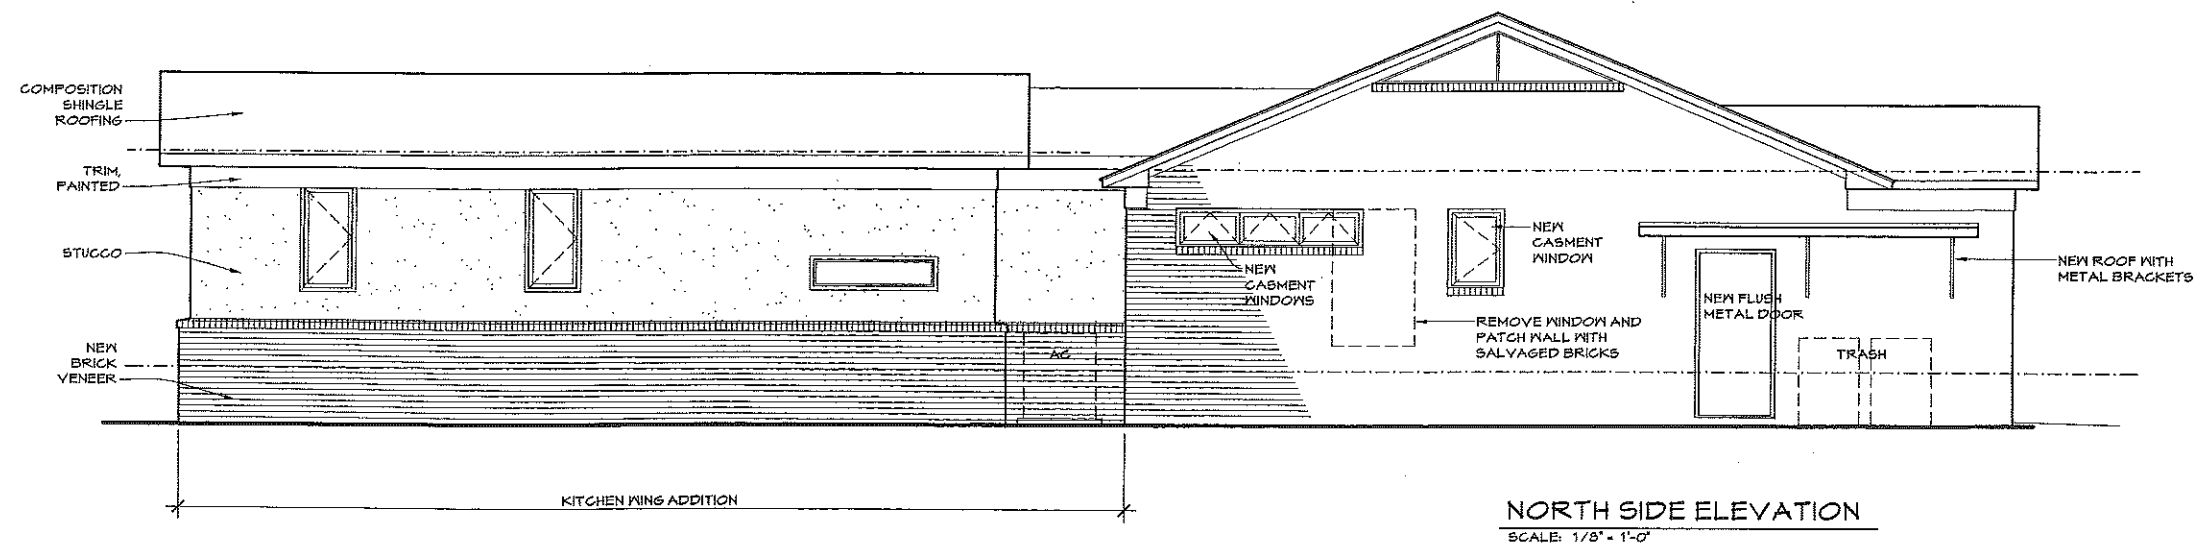 COMPOSITION
SHINGLE
ROOFING
TRIM,
PAINTED
STUCCO
NEW
BRICK
VENEER
AC
KITCHEN WING ADDITION
NEW
CASMENT
WINDOWS
REMOVE WINDOW AND
PATCH WALL WITH
SALVAGED BRICKS
NEW
CASMENT
WINDOW
NEW FLUSH
METAL DOOR
TRASH
NEW ROOF WITH
METAL BRACKETS
NORTH SIDE ELEVATION
SCALE: 1/8" = 1'-0"